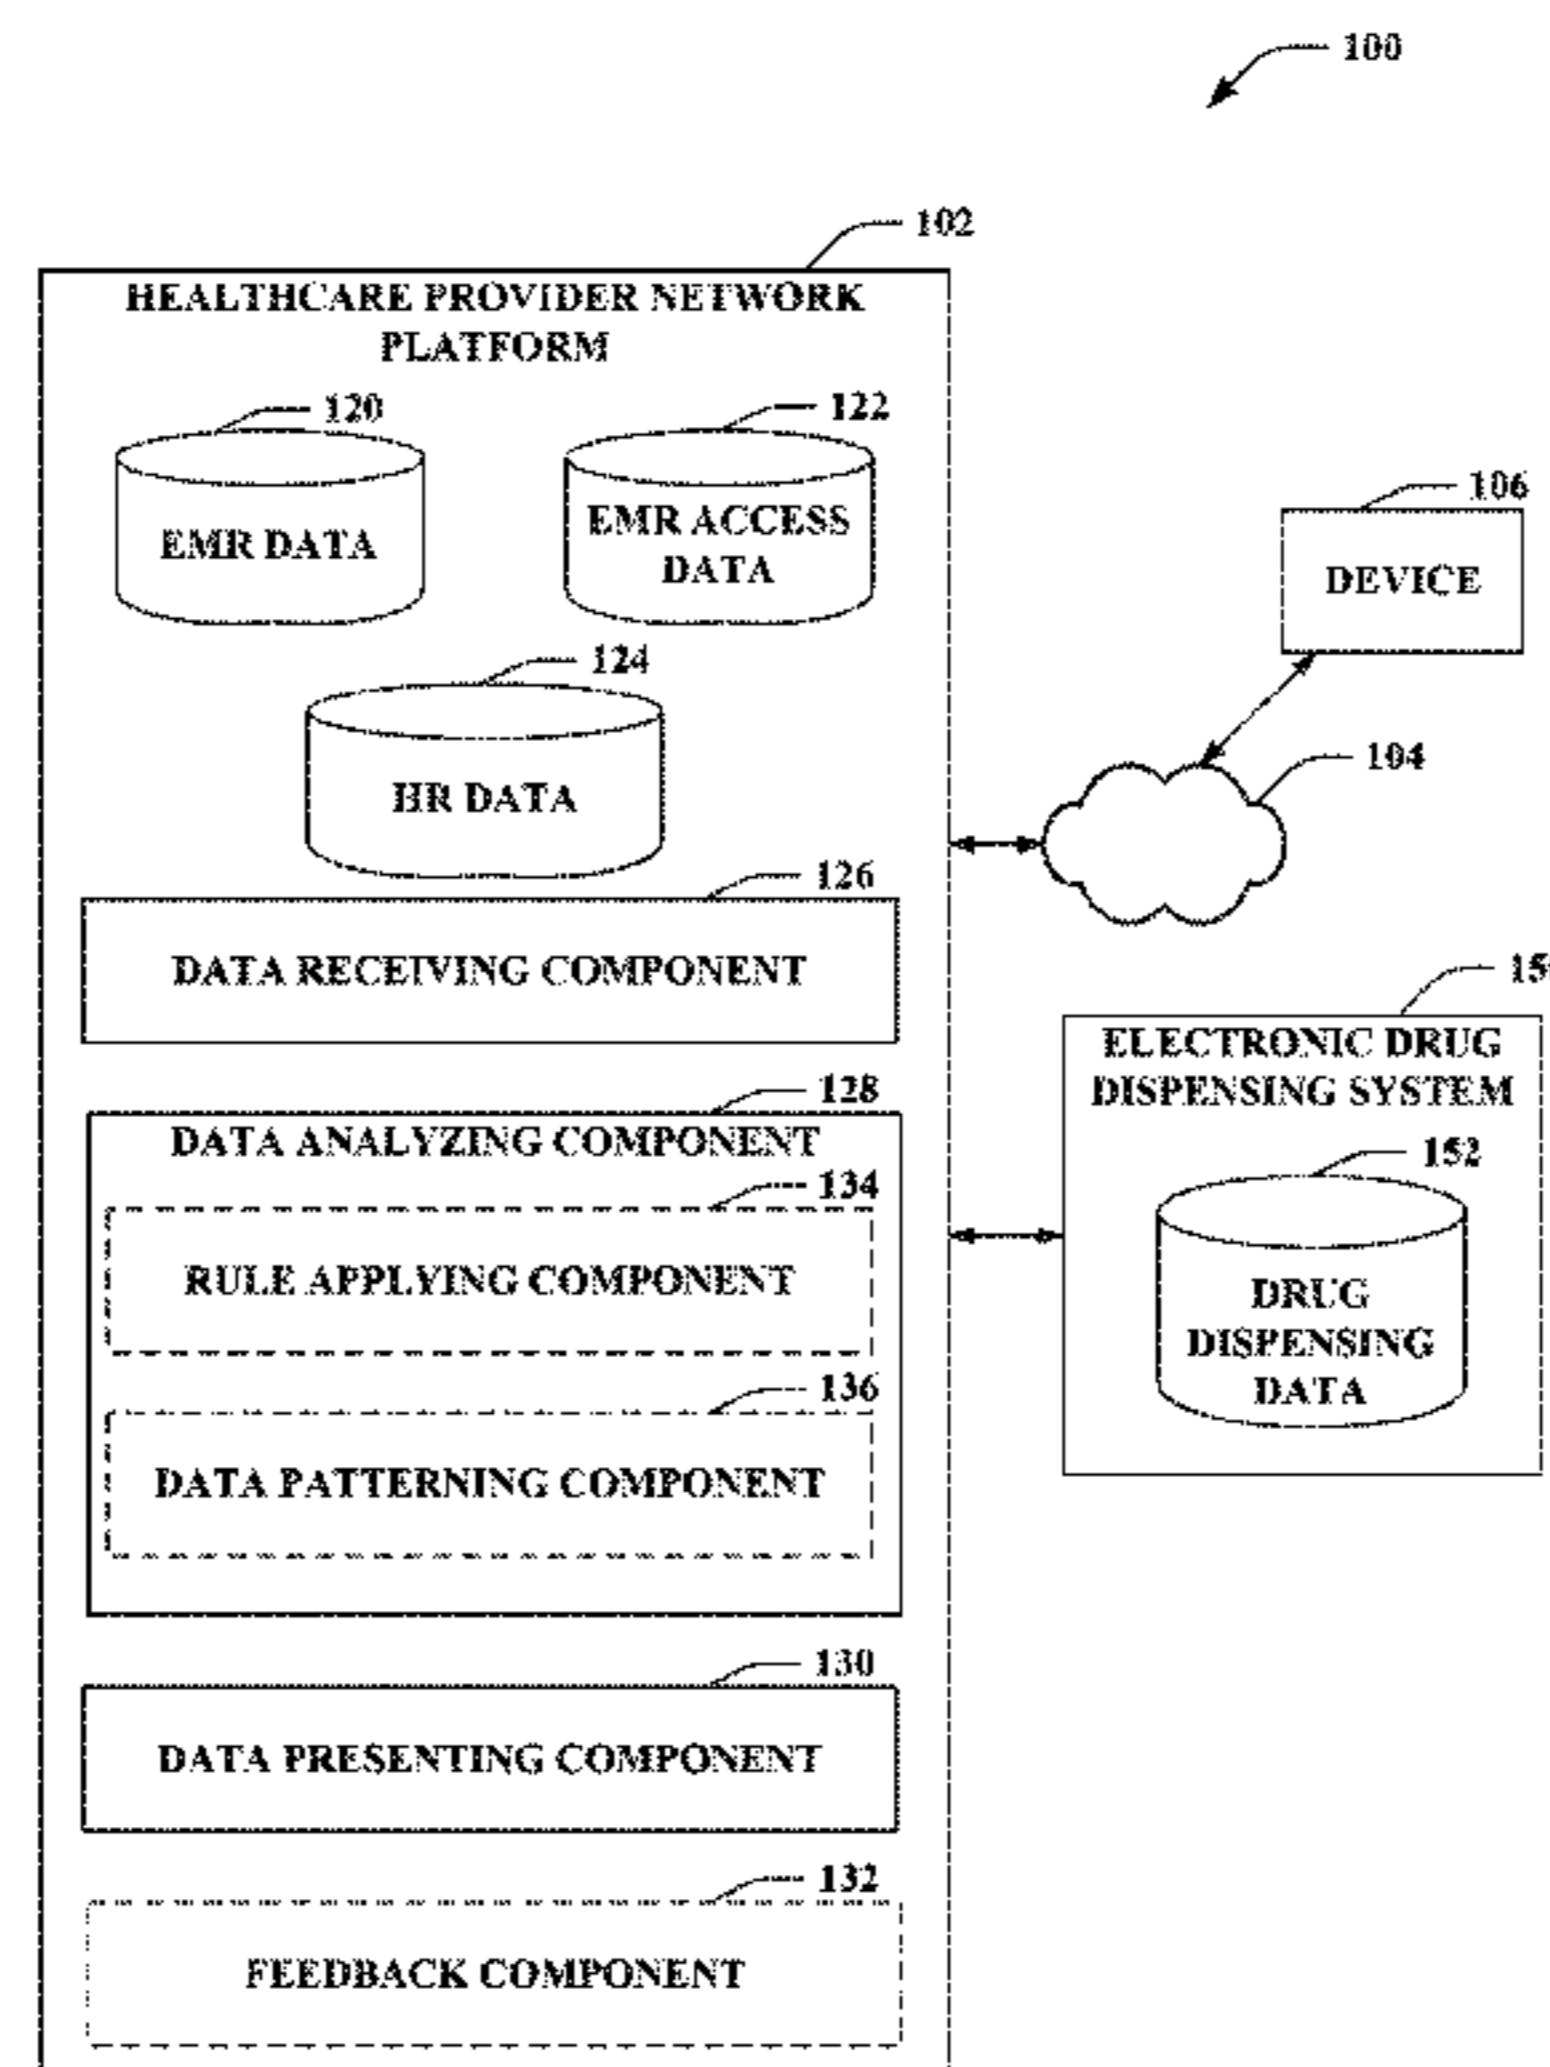 100
102
HEALTHCARE PROVIDER NETWORK
PLATFORM
120
122
EMR DATA
EMR ACCESS
DATA
106
DEVICE
124
HR DATA
104
126
DATA RECEIVING COMPONENT
ELECTRONIC DRUG
DISPENSING SYSTEM
128
DATA ANALYZING COMPONENT
152
134
RULE APPLYING COMPONENT
DRUG
DISPENSING
DATA
136
DATA PATTERNING COMPONENT
130
DATA PRESENTING COMPONENT
132
FEEDBACK COMPONENT